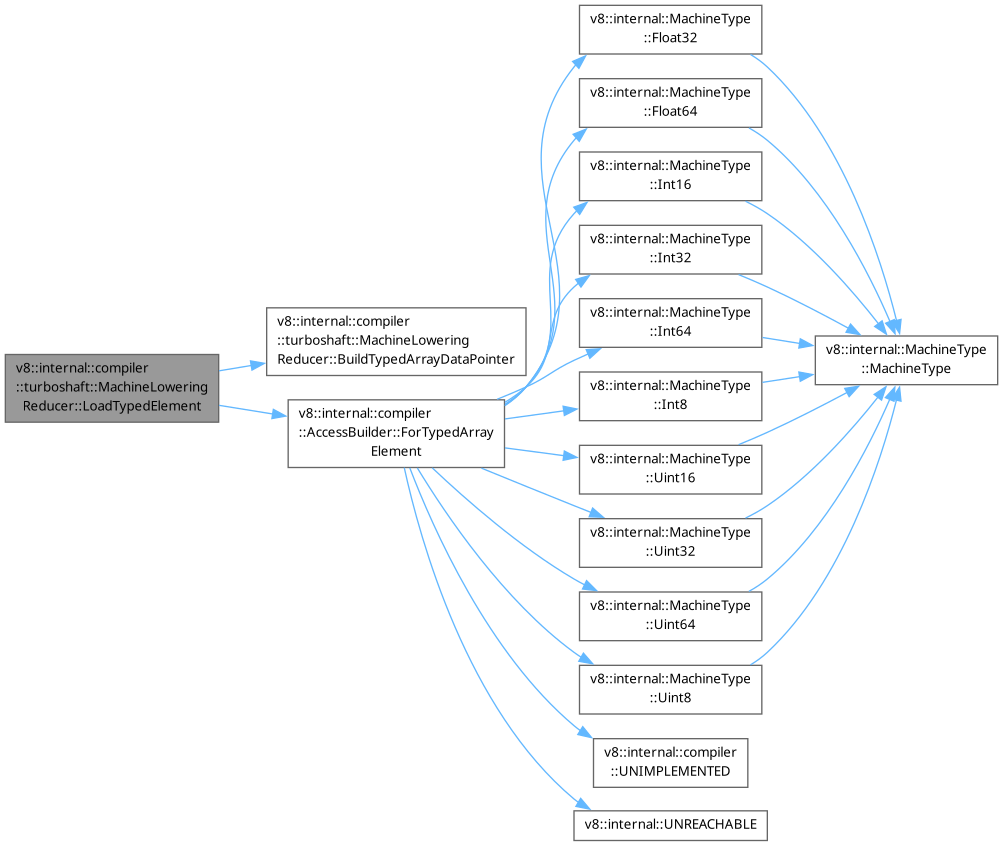 v8::internal::compiler
::turboshaft::MachineLowering
Reducer::LoadTypedElement
v8::internal::compiler
::turboshaft::MachineLowering
Reducer::BuildTypedArrayDataPointer
v8::internal::compiler
::AccessBuilder::ForTypedArray
Element
v8::internal::MachineType
::Float32
v8::internal::MachineType
::Float64
v8::internal::MachineType
::Int16
v8::internal::MachineType
::Int32
v8::internal::MachineType
::Int64
v8::internal::MachineType
::Int8
v8::internal::MachineType
::Uint16
v8::internal::MachineType
::Uint32
v8::internal::MachineType
::Uint64
v8::internal::MachineType
::Uint8
v8::internal::compiler
::UNIMPLEMENTED
v8::internal::UNREACHABLE
v8::internal::MachineType
::MachineType